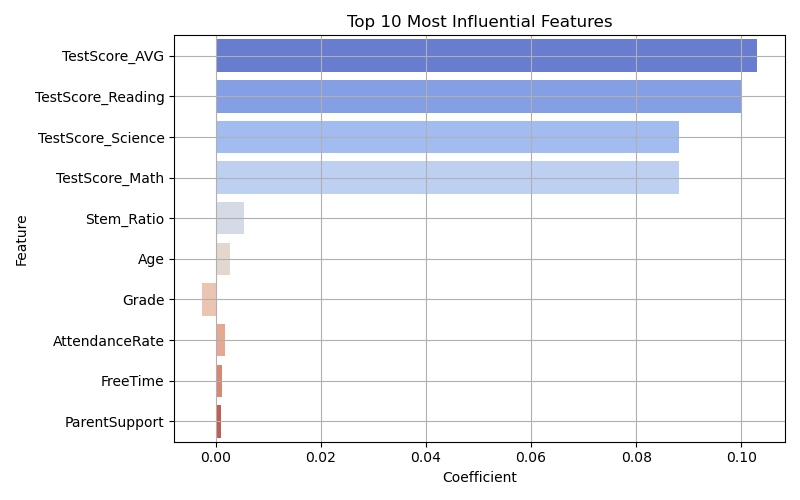 Top 10 Most Influential Features
TestScore_AVG
TestScore_Reading
TestScore_Science
TestScore_Math
Stem_Ratio
Age
Grade
AttendanceRate
FreeTime
ParentSupport
Feature
0.00 0.02 0.04 0.06 0.08 0.10
Coefficient